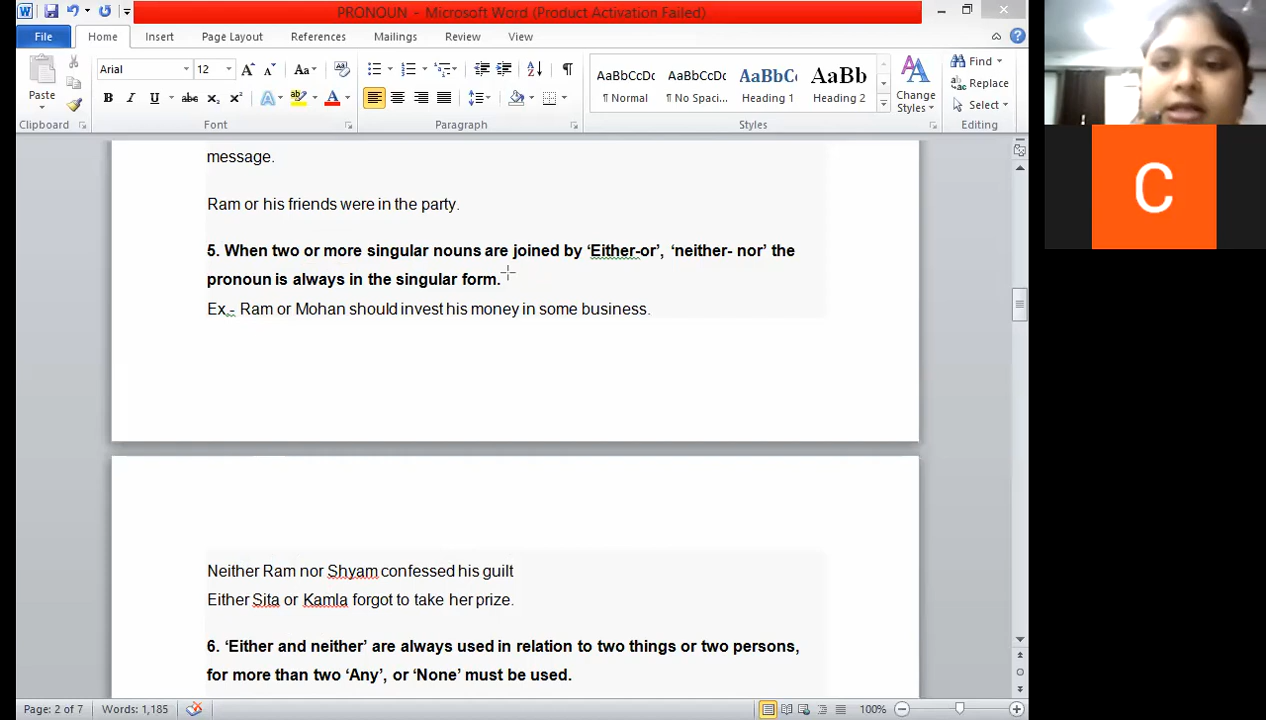 PRONOUN - Microsoft Word (Product Activation Failed)
File Home Insert Page Layout References Mailings Review View
Arial 12 Aa Find
Paste B I U abc x₂ x² A A Replace
AaBbCcDc AaBbCcDc AaBbCc AaBb
¶ Normal ¶ No Spaci... Heading 1 Heading 2 Change Styles Select
Clipboard Font Paragraph Styles Editing
message.
Ram or his friends were in the party.
5. When two or more singular nouns are joined by ‘Either-or’, ‘neither- nor’ the
pronoun is always in the singular form.
Ex.- Ram or Mohan should invest his money in some business.
Neither Ram nor Shyam confessed his guilt
Either Sita or Kamla forgot to take her prize.
6. ‘Either and neither’ are always used in relation to two things or two persons,
for more than two ‘Any’, or ‘None’ must be used.
Page: 2 of 7 Words: 1,185 100%
C